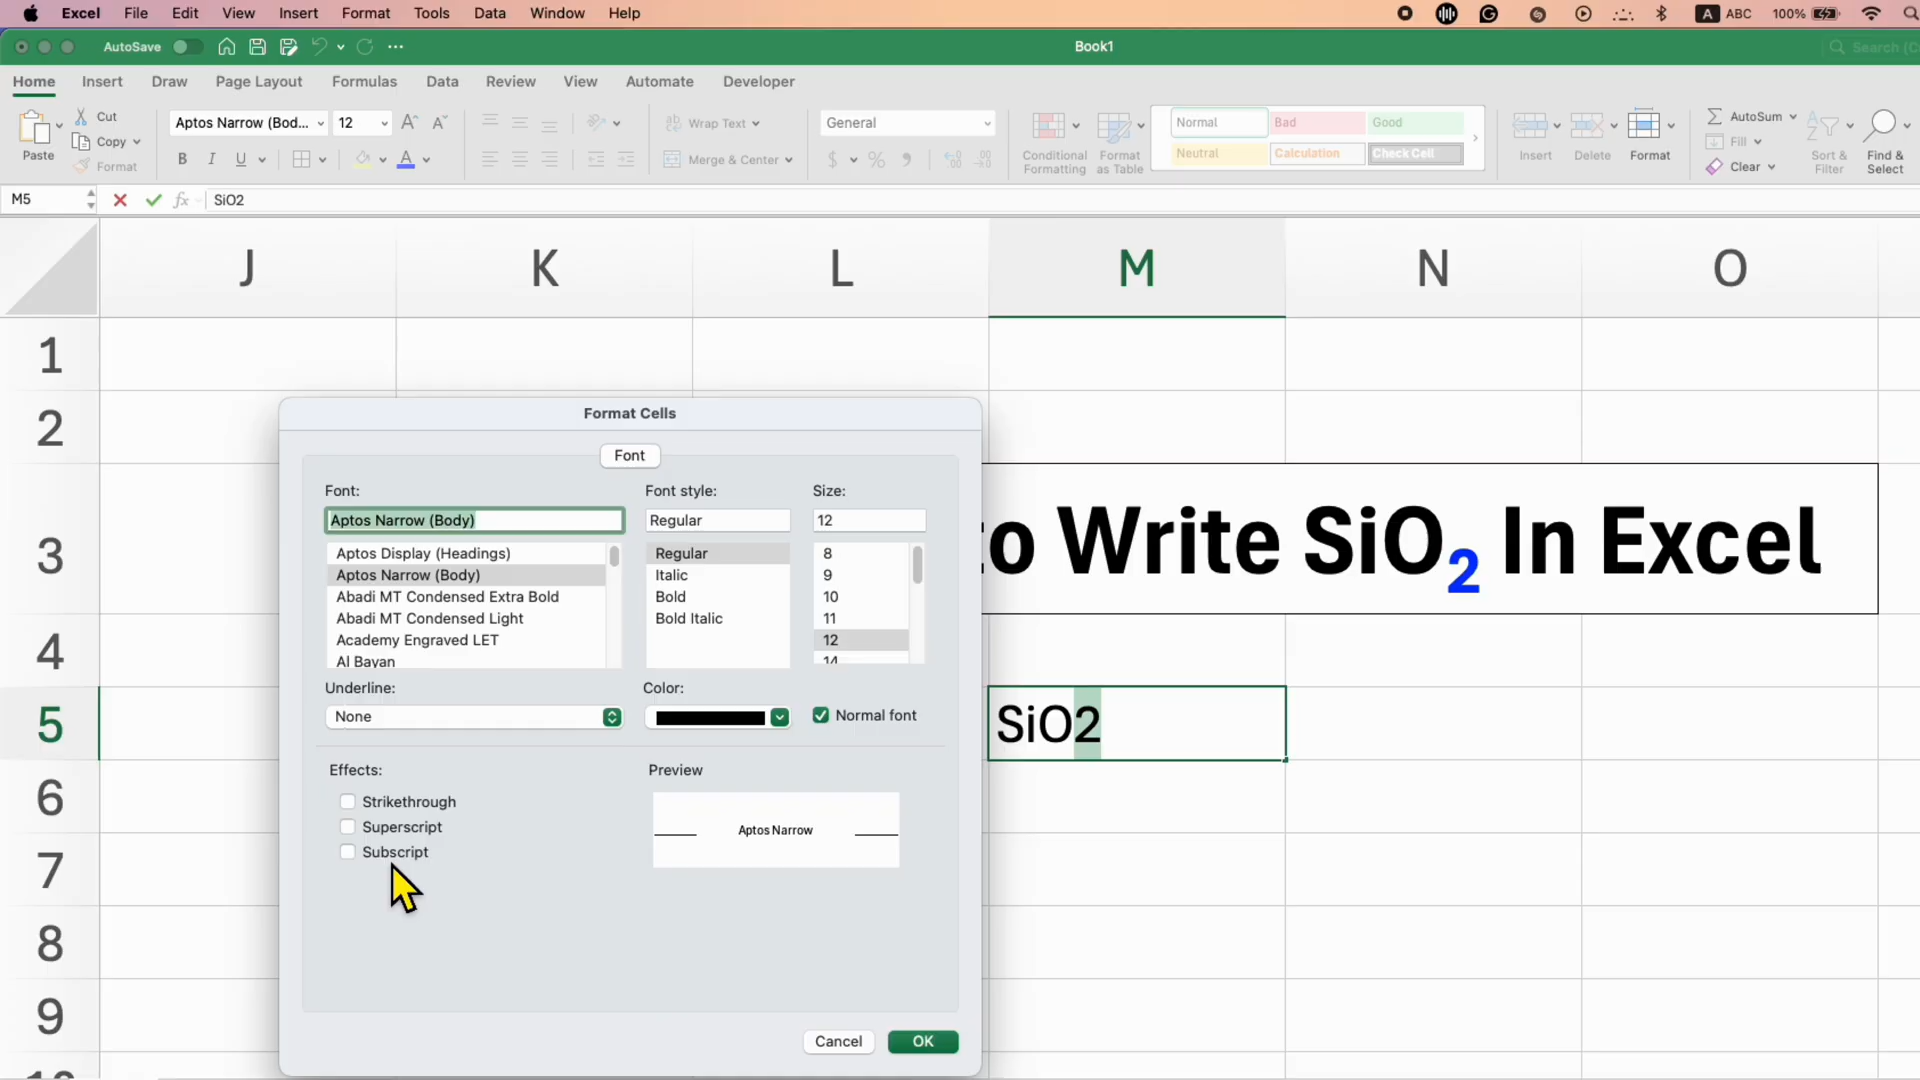 Excel File Edit View Insert Format Tools Data Window Help A ABC 100%
AutoSave Book1 Search (C
Home Insert Draw Page Layout Formulas Data Review View Automate Developer
Paste Cut Copy Format
Aptos Narrow (Bod... 12 A A
B I U A
Wrap Text
Merge & Center
General
$ %
Conditional Formatting
Format as Table
Normal Bad Good
Neutral Calculation Check Cell
Insert Delete Format
AutoSum
Fill
Clear
Sort & Filter
Find & Select
M5 fx SiO2
J K L M N O
1
2
3
4
5
6
7
8
9
to Write SiO₂ In Excel
SiO2
Format Cells
Font
Font: Font style: Size:
Aptos Narrow (Body) Regular 12
Aptos Display (Headings) Regular 8
Aptos Narrow (Body) Italic 9
Abadi MT Condensed Extra Bold Bold 10
Abadi MT Condensed Light Bold Italic 11
Academy Engraved LET 12
Al Bayan 14
Underline: Color:
None Normal font
Effects: Preview
Strikethrough
Superscript Aptos Narrow
Subscript
Cancel OK